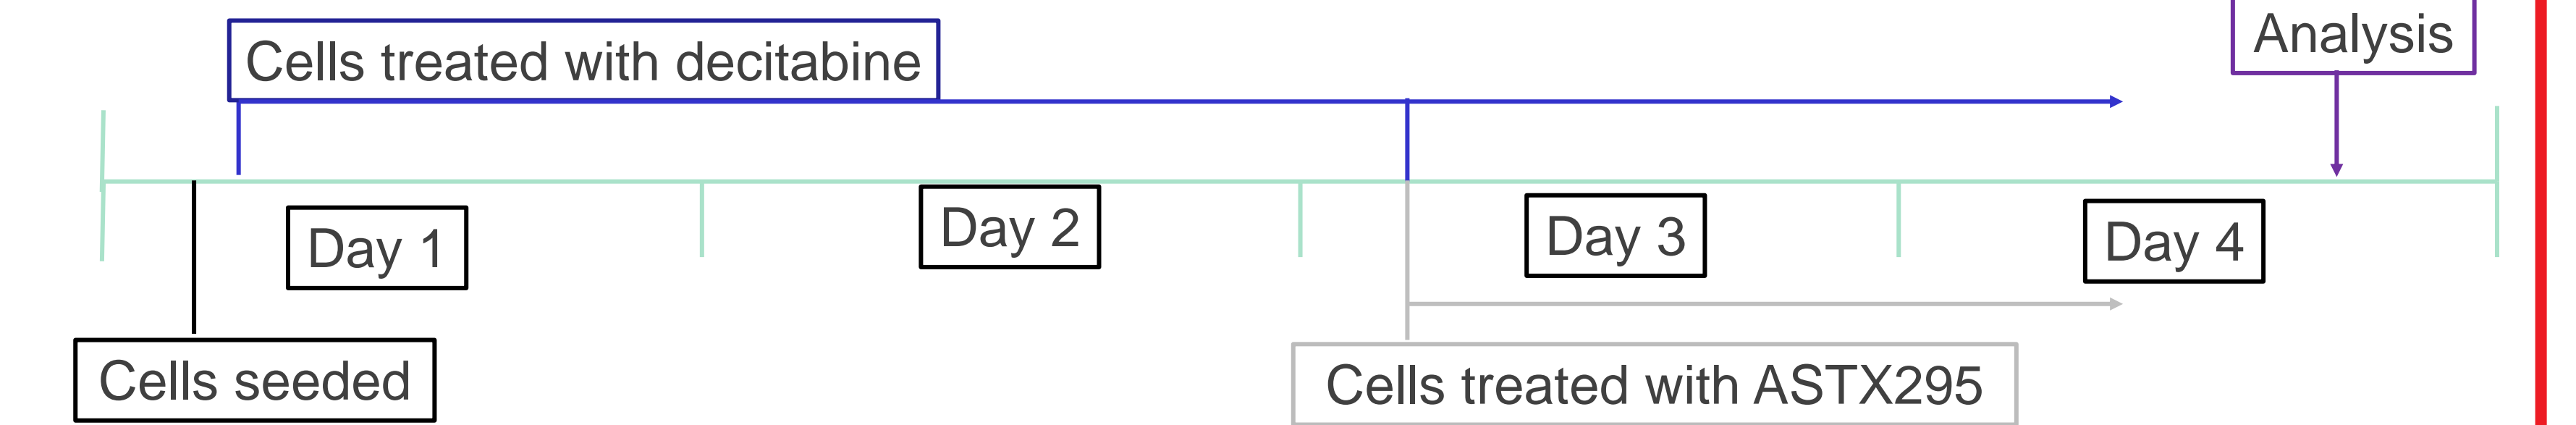 Analysis
Cells treated with decitabine
Day 1
Day 2
Day 3
Day 4
Cells seeded
Cells treated with ASTX295